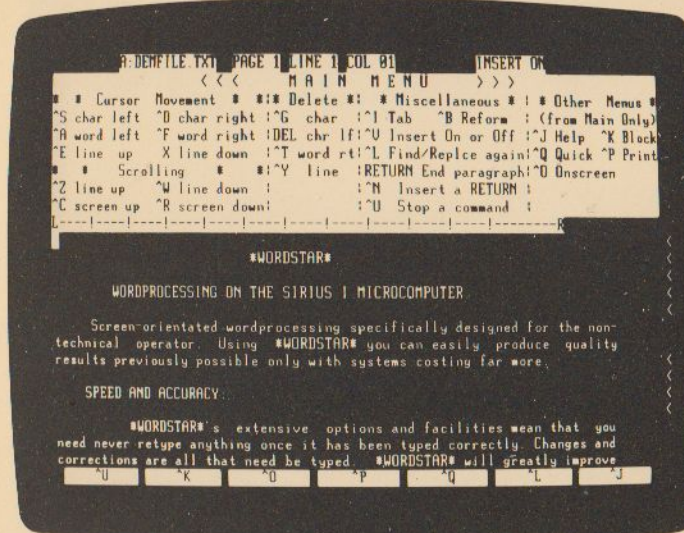 A:DEMFILE.TXT PAGE 1 LINE 1 COL 01 INSERT ON
< < < M A I N M E N U > > >
* * Cursor Movement * *:* Delete *: * Miscellaneous * : * Other Menus *
^S char left ^D char right :^G char :^I Tab ^B Reform : (from Main Only)
^A word left ^F word right :DEL chr lf:^V Insert On or Off :^J Help ^K Block
^E line up X line down :^T word rt:^L Find/Replce again:^Q Quick ^P Print
* * Scrolling * *:^Y line :RETURN End paragraph:^O Onscreen
^Z line up ^W line down : :^N Insert a RETURN :
^C screen up ^R screen down: :^U Stop a command :
L----!----!----!----!----!----!----!----!----!----!--------R
*WORDSTAR*
WORDPROCESSING ON THE SIRIUS 1 MICROCOMPUTER
Screen-orientated wordprocessing specifically designed for the non-
technical operator. Using *WORDSTAR* you can easily produce quality
results previously possible only with systems costing far more.
SPEED AND ACCURACY:
*WORDSTAR*'s extensive options and facilities mean that you
need never retype anything once it has been typed correctly. Changes and
corrections are all that need be typed. *WORDSTAR* will greatly improve
^U ^K ^O ^P ^Q ^L ^J